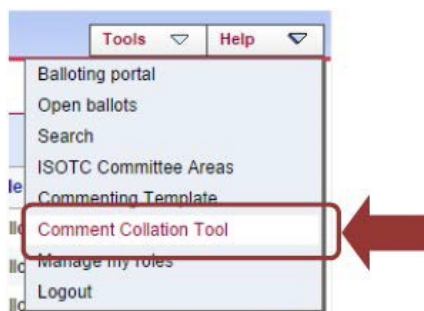 Tools Help
Balloting portal
Open ballots
Search
ISOTC Committee Areas
Commenting Template
Comment Collation Tool
Manage my roles
Logout